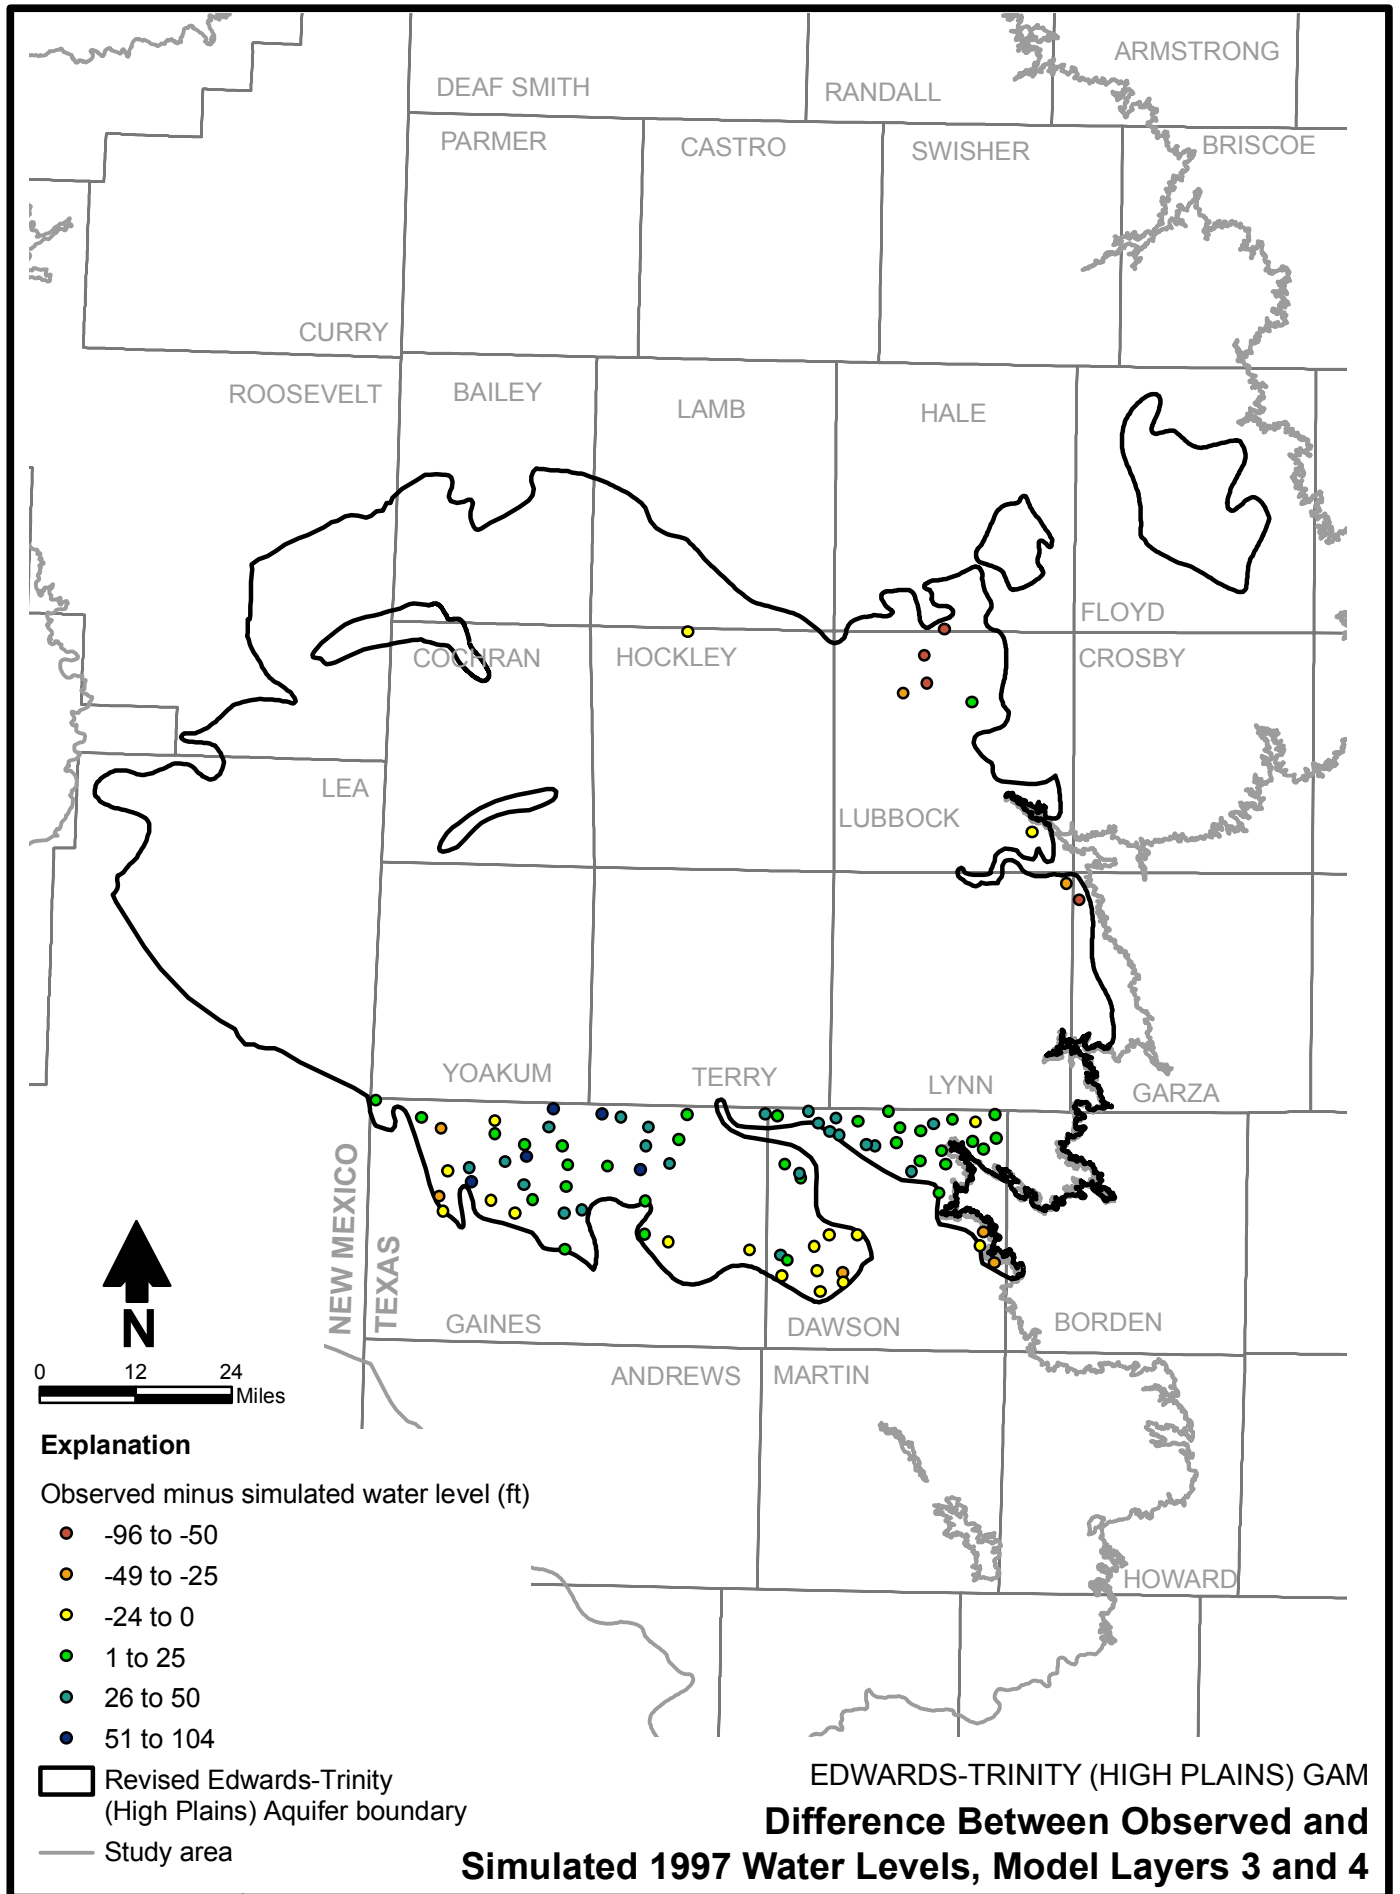 ARMSTRONG
DEAF SMITH
RANDALL
PARMER
CASTRO
SWISHER
BRISCOE
CURRY
ROOSEVELT
BAILEY
LAMB
HALE
FLOYD
COCHRAN
HOCKLEY
CROSBY
LEA
LUBBOCK
YOAKUM
TERRY
LYNN
GARZA
NEW MEXICO
TEXAS
N
GAINES
DAWSON
BORDEN
ANDREWS
MARTIN
HOWARD
0 12 24
Miles
Explanation
Observed minus simulated water level (ft)
-96 to -50
-49 to -25
-24 to 0
1 to 25
26 to 50
51 to 104
Revised Edwards-Trinity
(High Plains) Aquifer boundary
Study area
EDWARDS-TRINITY (HIGH PLAINS) GAM
Difference Between Observed and
Simulated 1997 Water Levels, Model Layers 3 and 4